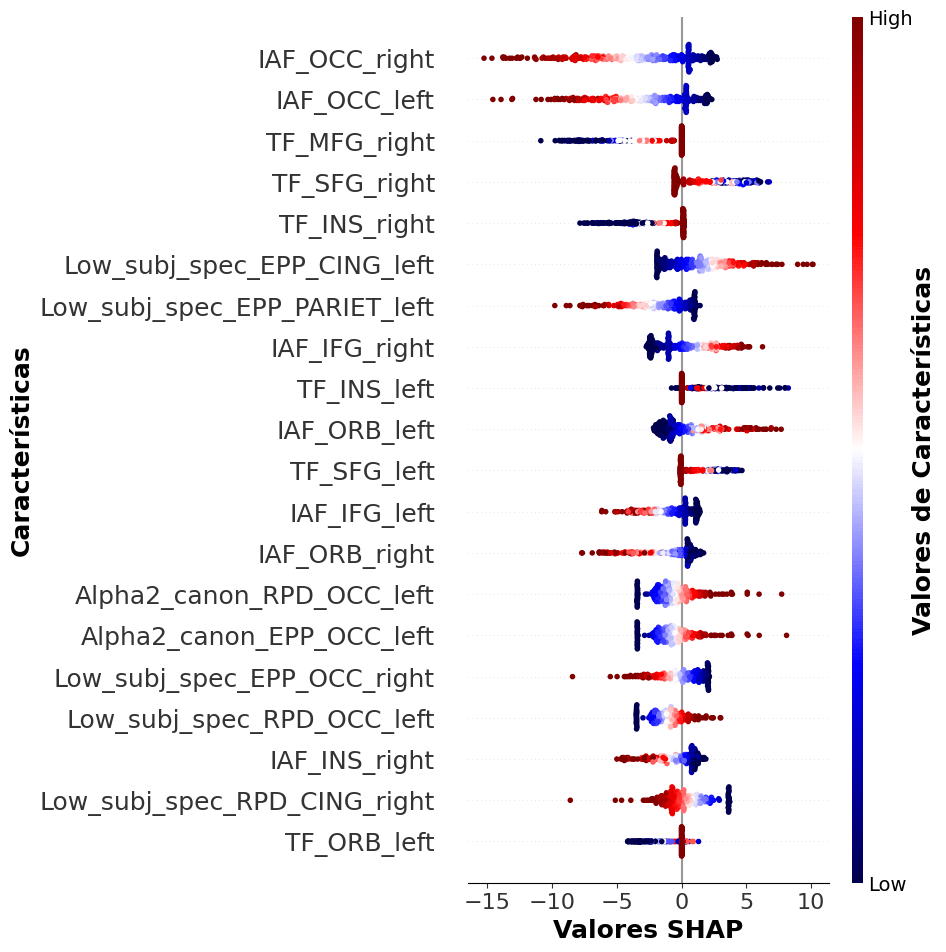 High
IAF_OCC_right
IAF_OCC_left
TF_MFG_right
TF_SFG_right
TF_INS_right
Low_subj_spec_EPP_CING_left
Low_subj_spec_EPP_PARIET_left
IAF_IFG_right
TF_INS_left
IAF_ORB_left
TF_SFG_left
IAF_IFG_left
IAF_ORB_right
Alpha2_canon_RPD_OCC_left
Alpha2_canon_EPP_OCC_left
Low_subj_spec_EPP_OCC_right
Low_subj_spec_RPD_OCC_left
IAF_INS_right
Low_subj_spec_RPD_CING_right
TF_ORB_left
Características
Valores de Características
Low
−15 −10 −5 0 5 10
Valores SHAP